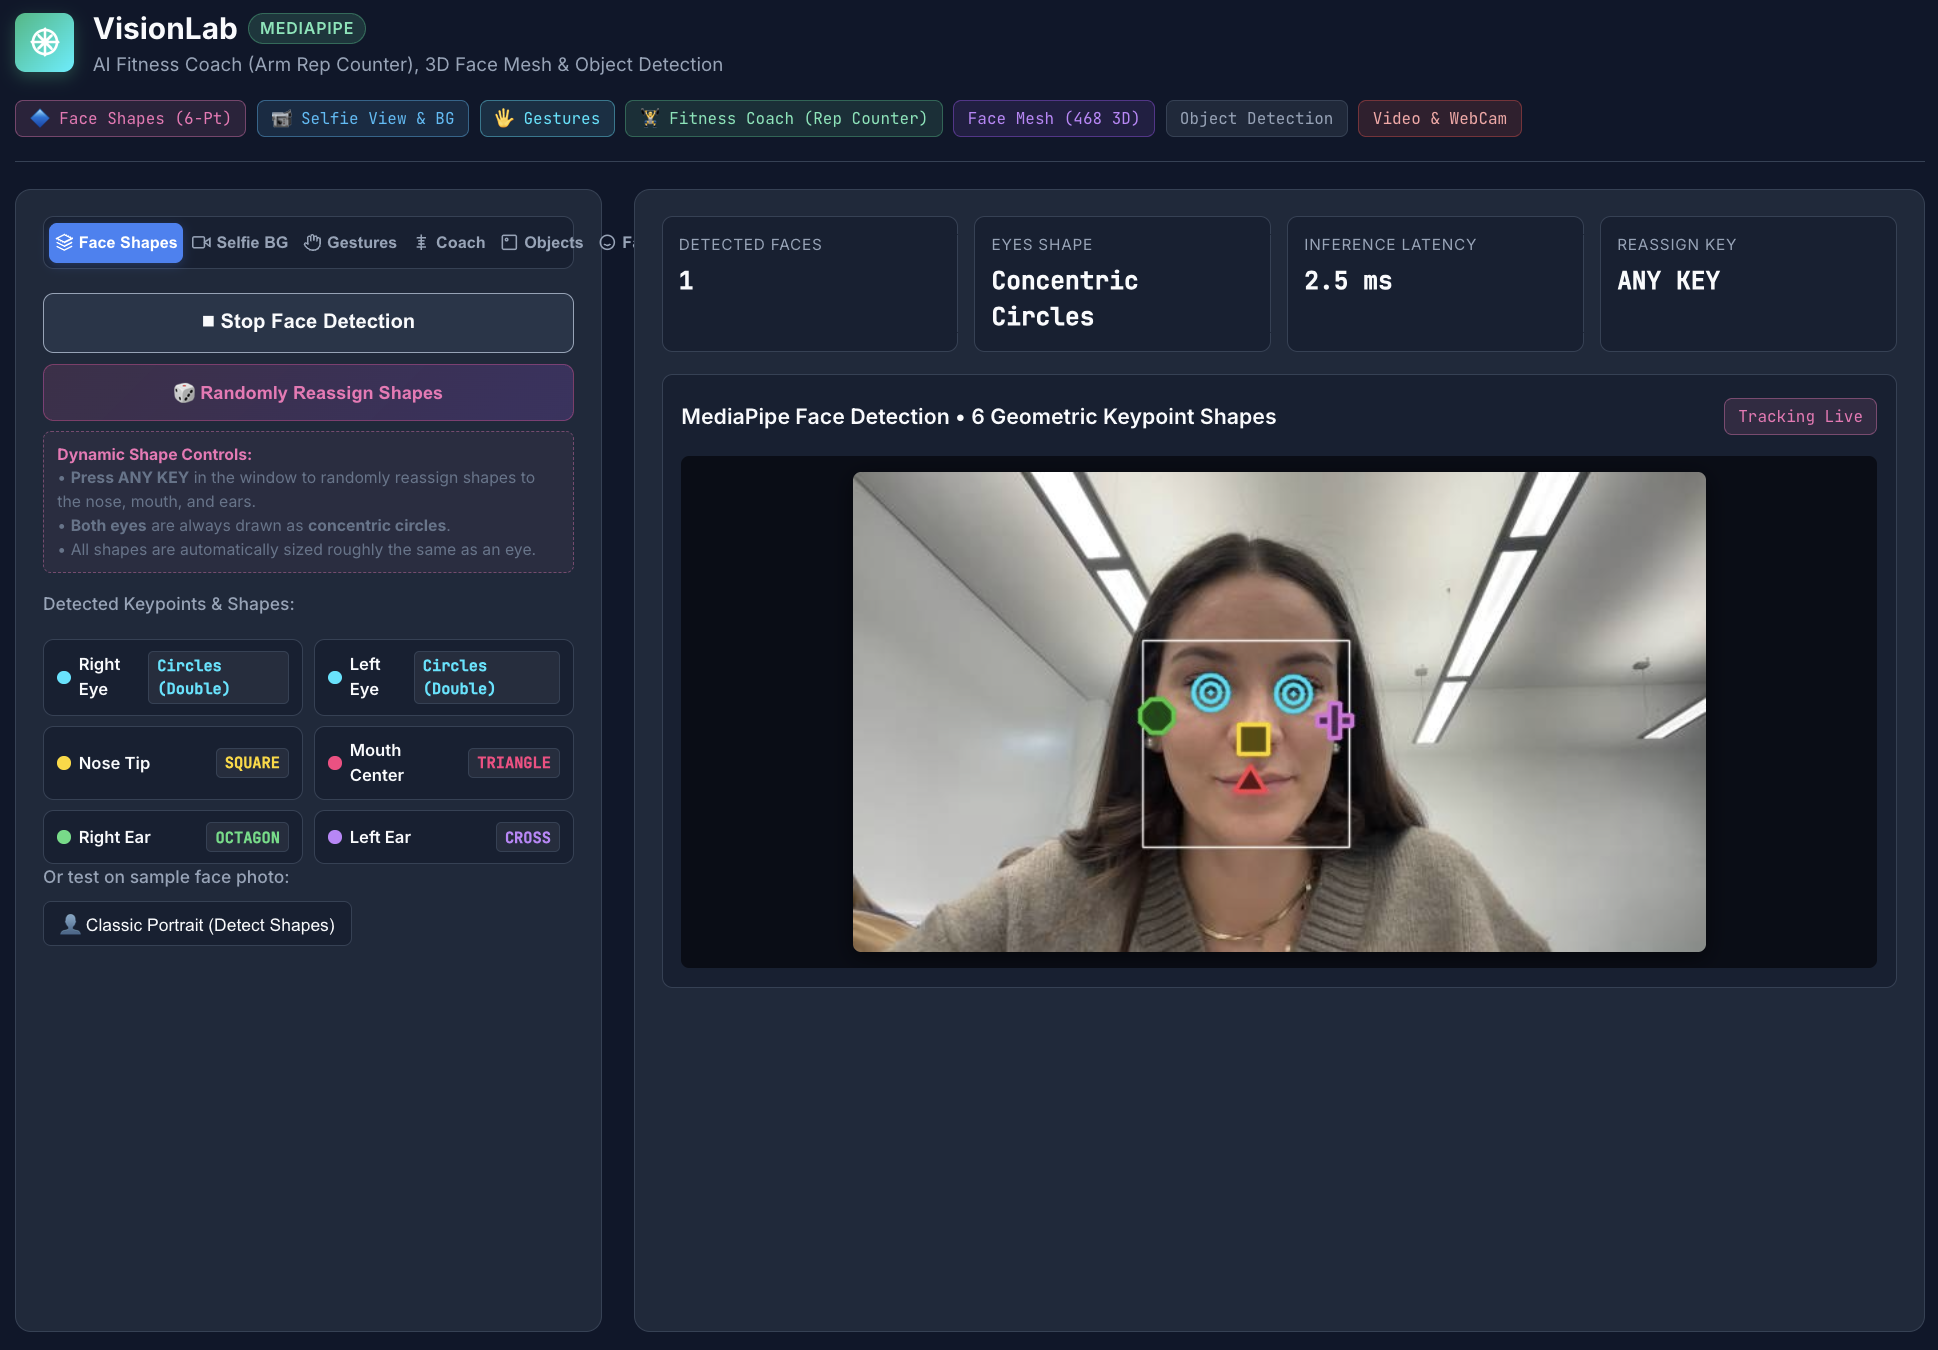 VisionLab MEDIAPIPE
AI Fitness Coach (Arm Rep Counter), 3D Face Mesh & Object Detection
Face Shapes (6-Pt) Selfie View & BG Gestures Fitness Coach (Rep Counter) Face Mesh (468 3D) Object Detection Video & WebCam
Face Shapes Selfie BG Gestures Coach Objects
Stop Face Detection
Randomly Reassign Shapes
Dynamic Shape Controls:
• Press ANY KEY in the window to randomly reassign shapes to
the nose, mouth, and ears.
• Both eyes are always drawn as concentric circles.
• All shapes are automatically sized roughly the same as an eye.
Detected Keypoints & Shapes:
Right
Eye
Circles
(Double)
Left
Eye
Circles
(Double)
Nose Tip SQUARE
Mouth
Center
TRIANGLE
Right Ear OCTAGON
Left Ear CROSS
Or test on sample face photo:
Classic Portrait (Detect Shapes)
DETECTED FACES
1
EYES SHAPE
Concentric
Circles
INFERENCE LATENCY
2.5 ms
REASSIGN KEY
ANY KEY
MediaPipe Face Detection • 6 Geometric Keypoint Shapes
Tracking Live